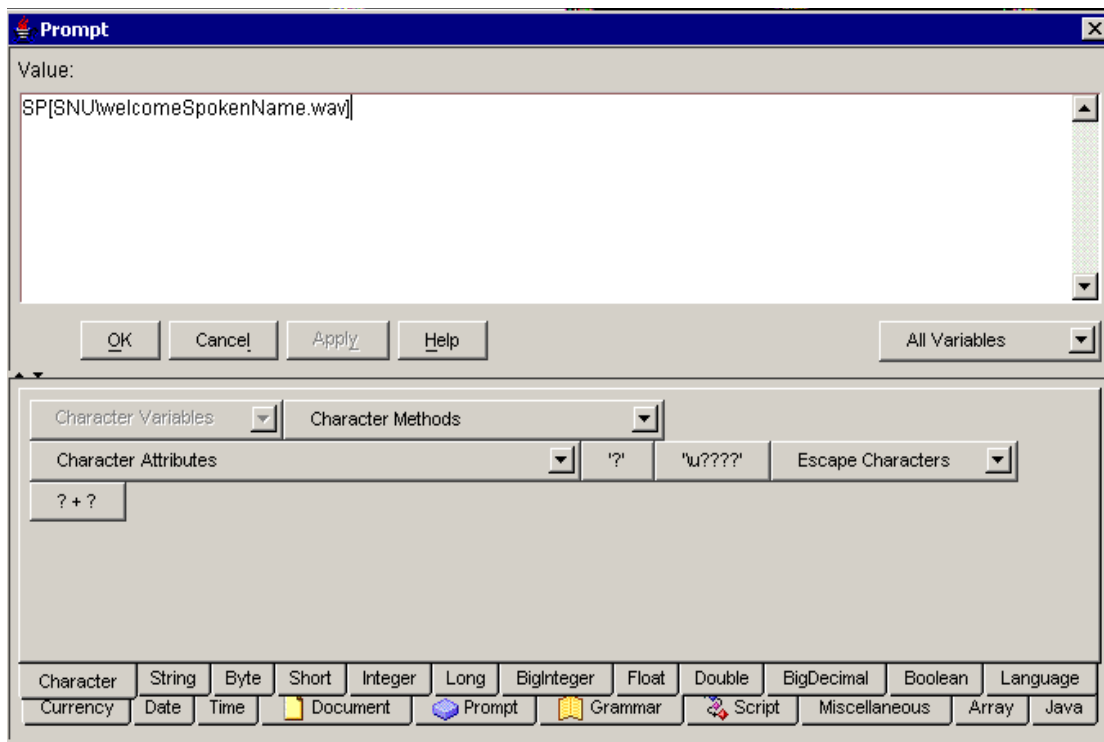 Prompt
Value:
SP[SNU\welcomeSpokenName.wav]
OK Cancel Apply Help All Variables
Character Variables Character Methods
Character Attributes '?' '\u????' Escape Characters
? + ?
Character String Byte Short Integer Long BigInteger Float Double BigDecimal Boolean Language
Currency Date Time Document Prompt Grammar Script Miscellaneous Array Java